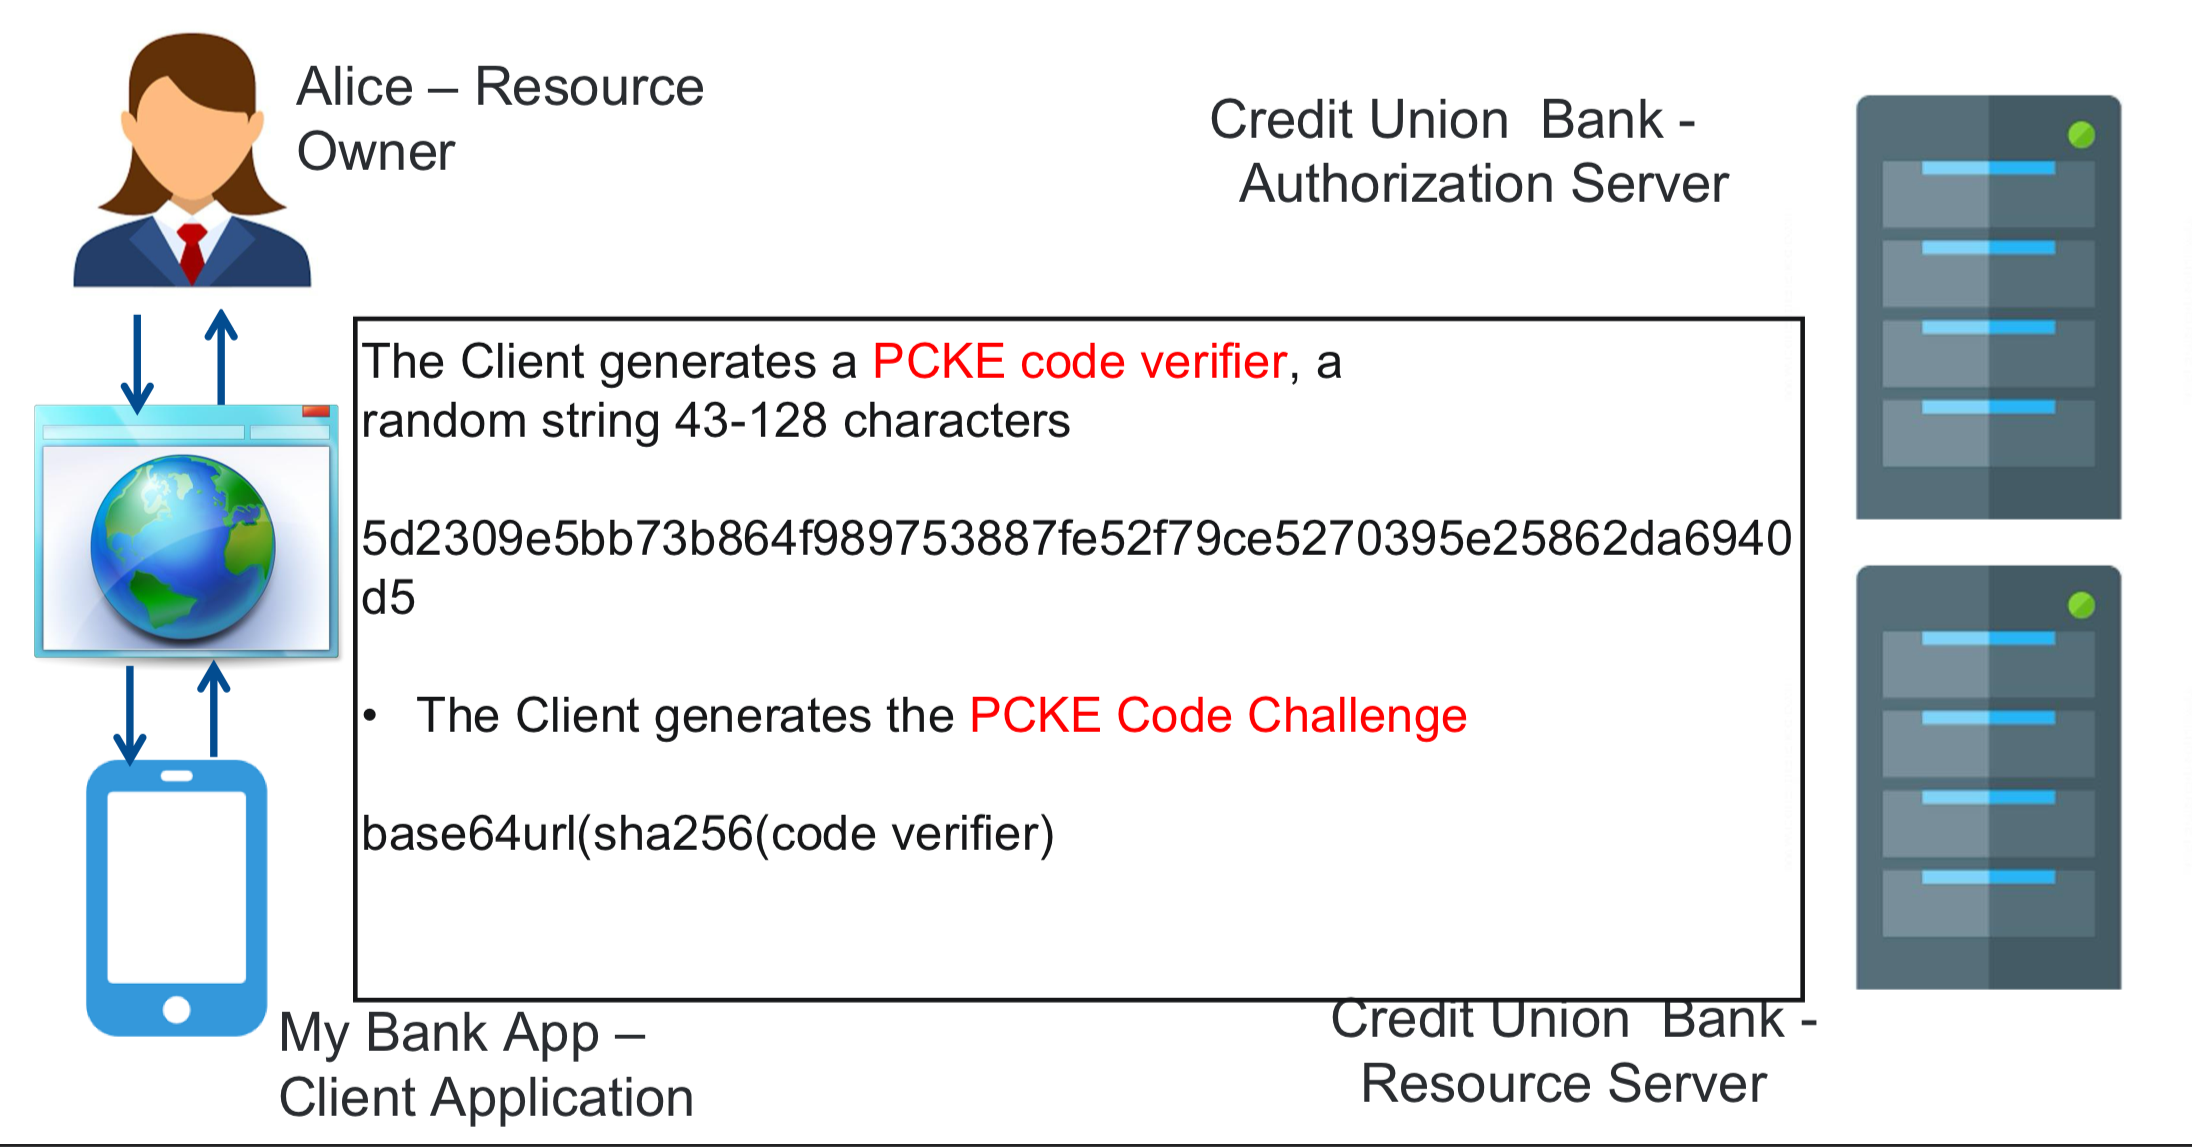 Alice – Resource
Owner
Credit Union  Bank -
Authorization Server
The Client generates a PCKE code verifier, a
random string 43-128 characters
5d2309e5bb73b864f989753887fe52f79ce5270395e25862da6940
d5
• The Client generates the PCKE Code Challenge
base64url(sha256(code verifier)
My Bank App –
Client Application
Credit Union  Bank -
Resource Server